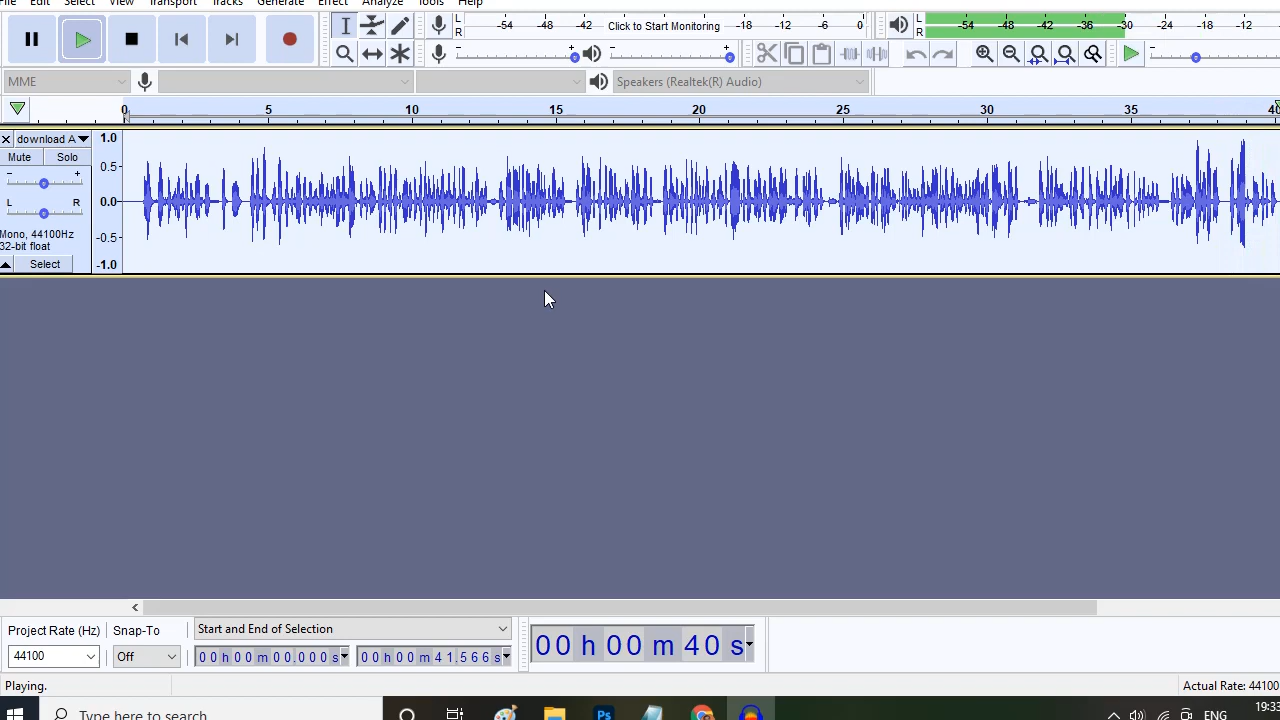 File Edit Select View Transport Tracks Generate Effect Analyze Tools Help
L
R
-54 -48 -42 Click to Start Monitoring -18 -12 -6 0
L
R
-54 -48 -42 -36 -30 -24 -18 -12
- +
- +
-
MME
Speakers (Realtek(R) Audio)
0 5 10 15 20 25 30 35 40
download A
Mute Solo
- +
L R
Mono, 44100Hz
32-bit float
Select
1.0
0.5
0.0
-0.5
-1.0
Project Rate (Hz) Snap-To Start and End of Selection
44100 Off 00h00m00.000s 00h00m41.566s
00h00m40s
Playing. Actual Rate: 44100
Type here to search
Ps
ENG
19:33